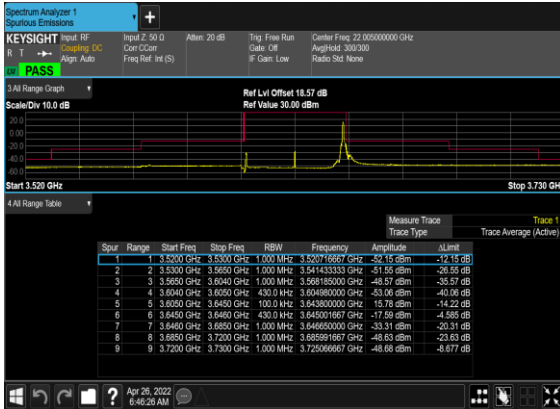 Spectrum Analyzer 1
Spurious Emissions
KEYSIGHT Input: RF Input Z: 50 Ω Atten: 20 dB Trig: Free Run Center Freq: 22.005000000 GHz
R T Coupling: DC Corr CCorr Gate: Off Avg|Hold: 300/300
Align: Auto Freq Ref: Int (S) IF Gain: Low Radio Std: None
PASS
3 All Range Graph
Ref Lvl Offset 18.57 dB
Scale/Div 10.0 dB Ref Value 30.00 dBm
20.0
0.00
-20.0
-40.0
-60.0
Start 3.520 GHz Stop 3.730 GHz
4 All Range Table
Measure Trace Trace 1
Trace Type Trace Average (Active)
Spur Range Start Freq Stop Freq RBW Frequency Amplitude ΔLimit
1 1 3.5200 GHz 3.5300 GHz 1.000 MHz 3.520716667 GHz -52.15 dBm -12.15 dB
2 2 3.5300 GHz 3.5650 GHz 1.000 MHz 3.541433333 GHz -51.55 dBm -26.55 dB
3 3 3.5650 GHz 3.6040 GHz 1.000 MHz 3.568185000 GHz -48.57 dBm -35.57 dB
4 4 3.6040 GHz 3.6050 GHz 430.0 kHz 3.604980000 GHz -53.06 dBm -40.06 dB
5 5 3.6050 GHz 3.6450 GHz 100.0 kHz 3.643800000 GHz 15.78 dBm -14.22 dB
6 6 3.6450 GHz 3.6460 GHz 430.0 kHz 3.645001000 GHz -17.59 dBm -4.585 dB
7 7 3.6460 GHz 3.6850 GHz 1.000 MHz 3.646650000 GHz -33.31 dBm -20.31 dB
8 8 3.6850 GHz 3.7200 GHz 1.000 MHz 3.685991667 GHz -48.63 dBm -23.63 dB
9 9 3.7200 GHz 3.7300 GHz 1.000 MHz 3.725066667 GHz -48.68 dBm -8.677 dB
Apr 26, 2022
6:46:26 AM